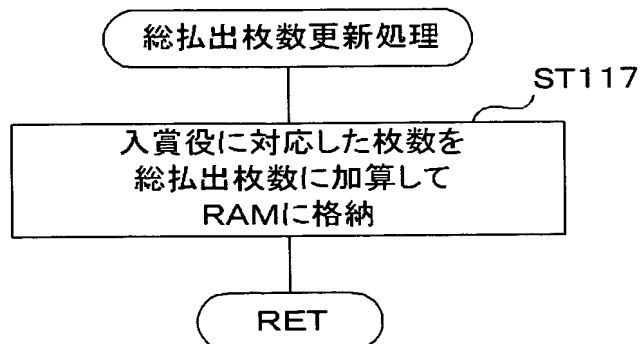 総払出枚数更新処理
ST117
入賞役に対応した枚数を
総払出枚数に加算して
RAMに格納
RET